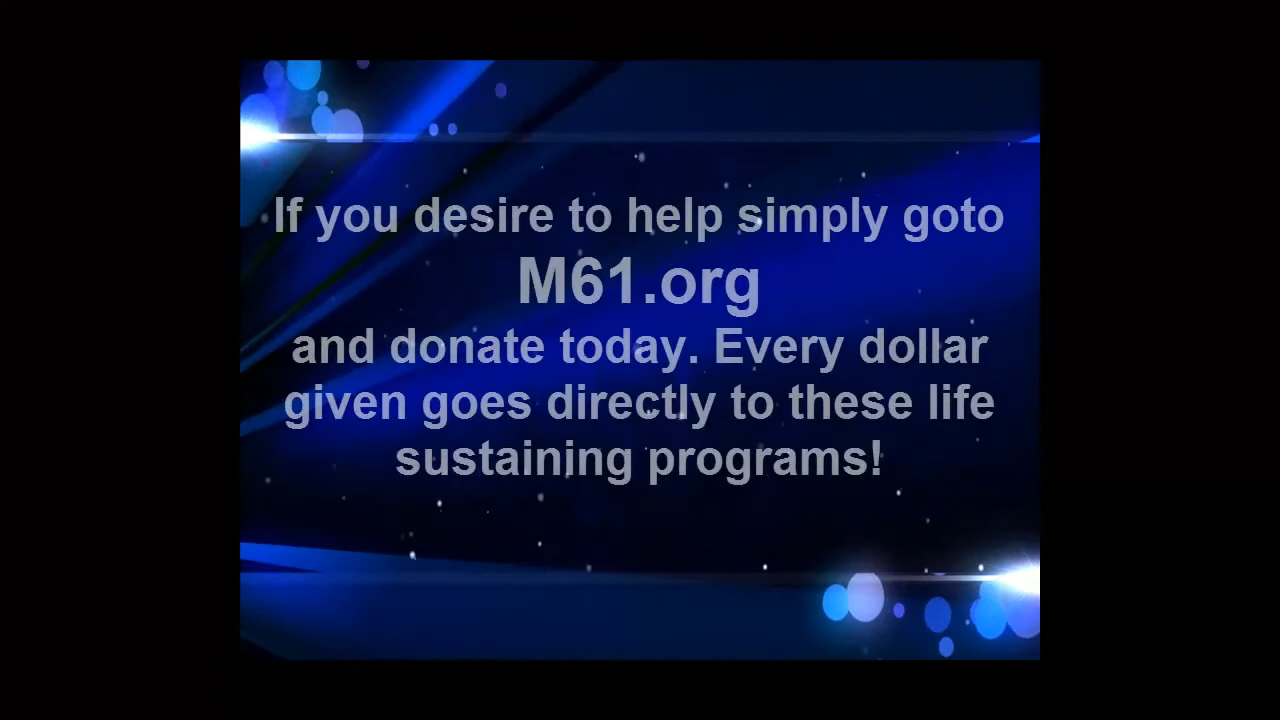 If you desire to help simply goto
M61.org
and donate today. Every dollar
given goes directly to these life
sustaining programs!